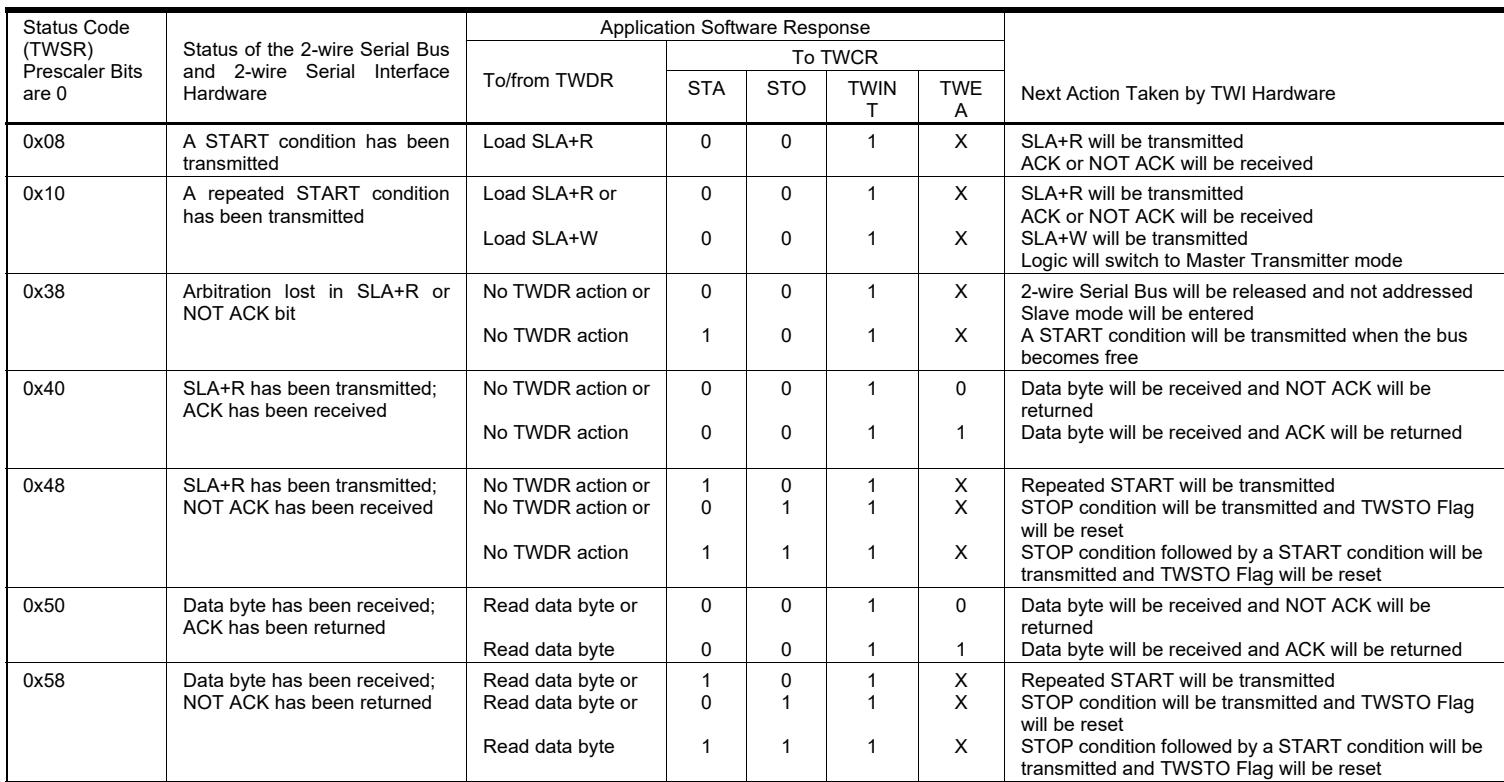 Status Code
(TWSR)
Prescaler Bits
are 0
Status of the 2-wire Serial Bus
and 2-wire Serial Interface
Hardware
Application Software Response
To/from TWDR
To TWCR
STA
STO
TWIN
T
TWE
A
Next Action Taken by TWI Hardware
0x08
A START condition has been
transmitted
Load SLA+R
0
0
1
X
SLA+R will be transmitted
ACK or NOT ACK will be received
0x10
A repeated START condition
has been transmitted
Load SLA+R or
0
0
1
X
SLA+R will be transmitted
ACK or NOT ACK will be received
Load SLA+W
0
0
1
X
SLA+W will be transmitted
Logic will switch to Master Transmitter mode
0x38
Arbitration lost in SLA+R or
NOT ACK bit
No TWDR action or
0
0
1
X
2-wire Serial Bus will be released and not addressed
Slave mode will be entered
No TWDR action
1
0
1
X
A START condition will be transmitted when the bus
becomes free
0x40
SLA+R has been transmitted;
ACK has been received
No TWDR action or
0
0
1
0
Data byte will be received and NOT ACK will be
returned
No TWDR action
0
0
1
1
Data byte will be received and ACK will be returned
0x48
SLA+R has been transmitted;
NOT ACK has been received
No TWDR action or
1
0
1
X
Repeated START will be transmitted
No TWDR action or
0
1
1
X
STOP condition will be transmitted and TWSTO Flag
will be reset
No TWDR action
1
1
1
X
STOP condition followed by a START condition will be
transmitted and TWSTO Flag will be reset
0x50
Data byte has been received;
ACK has been returned
Read data byte or
0
0
1
0
Data byte will be received and NOT ACK will be
returned
Read data byte
0
0
1
1
Data byte will be received and ACK will be returned
0x58
Data byte has been received;
NOT ACK has been returned
Read data byte or
1
0
1
X
Repeated START will be transmitted
Read data byte or
0
1
1
X
STOP condition will be transmitted and TWSTO Flag
will be reset
Read data byte
1
1
1
X
STOP condition followed by a START condition will be
transmitted and TWSTO Flag will be reset